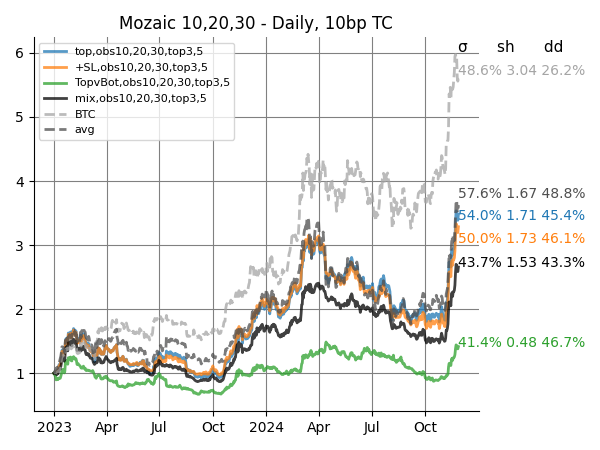 Mozaic 10,20,30 - Daily, 10bp TC
σ sh dd
top,obs10,20,30,top3,5
+SL,obs10,20,30,top3,5
TopvBot,obs10,20,30,top3,5
mix,obs10,20,30,top3,5
BTC
avg
48.6% 3.04 26.2%
57.6% 1.67 48.8%
54.0% 1.71 45.4%
50.0% 1.73 46.1%
43.7% 1.53 43.3%
41.4% 0.48 46.7%
6
5
4
3
2
1
2023 Apr Jul Oct 2024 Apr Jul Oct